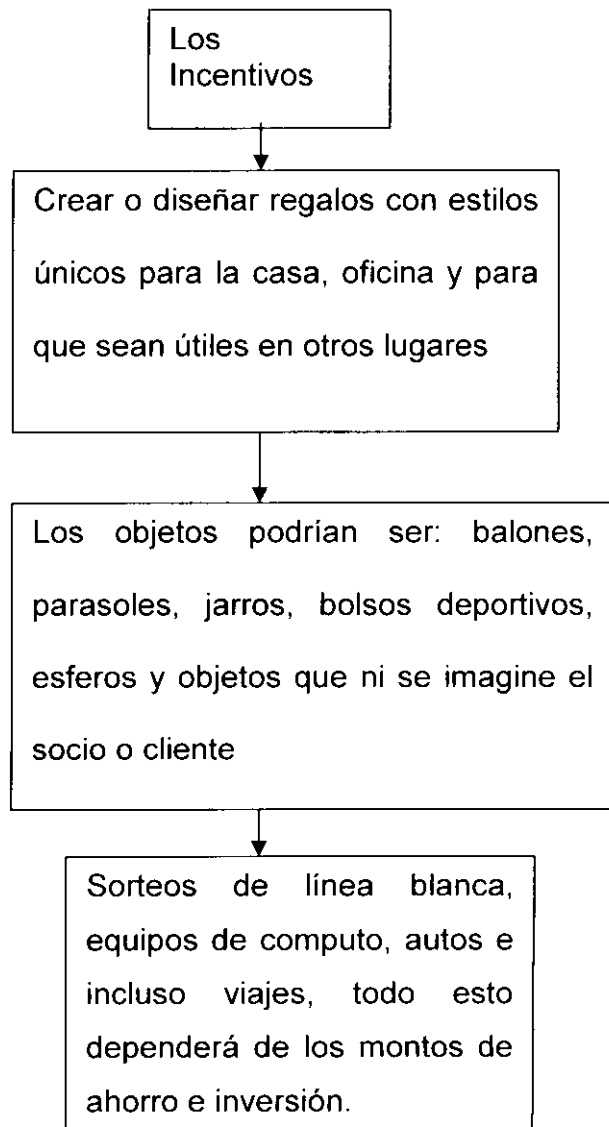 Los
Incentivos
Crear o diseñar regalos con estilos
únicos para la casa, oficina y para
que sean útiles en otros lugares
Los objetos podrían ser: balones,
parasoles, jarros, bolsos deportivos,
esferos y objetos que ni se imagine el
socio o cliente
Sorteos de línea blanca,
equipos de computo, autos e
incluso viajes, todo esto
dependerá de los montos de
ahorro e inversión.